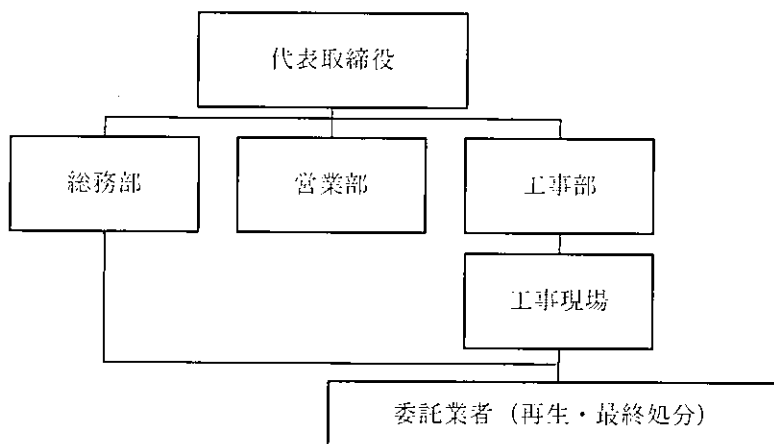 代表取締役
総務部
営業部
工事部
工事現場
委託業者（再生・最終処分）